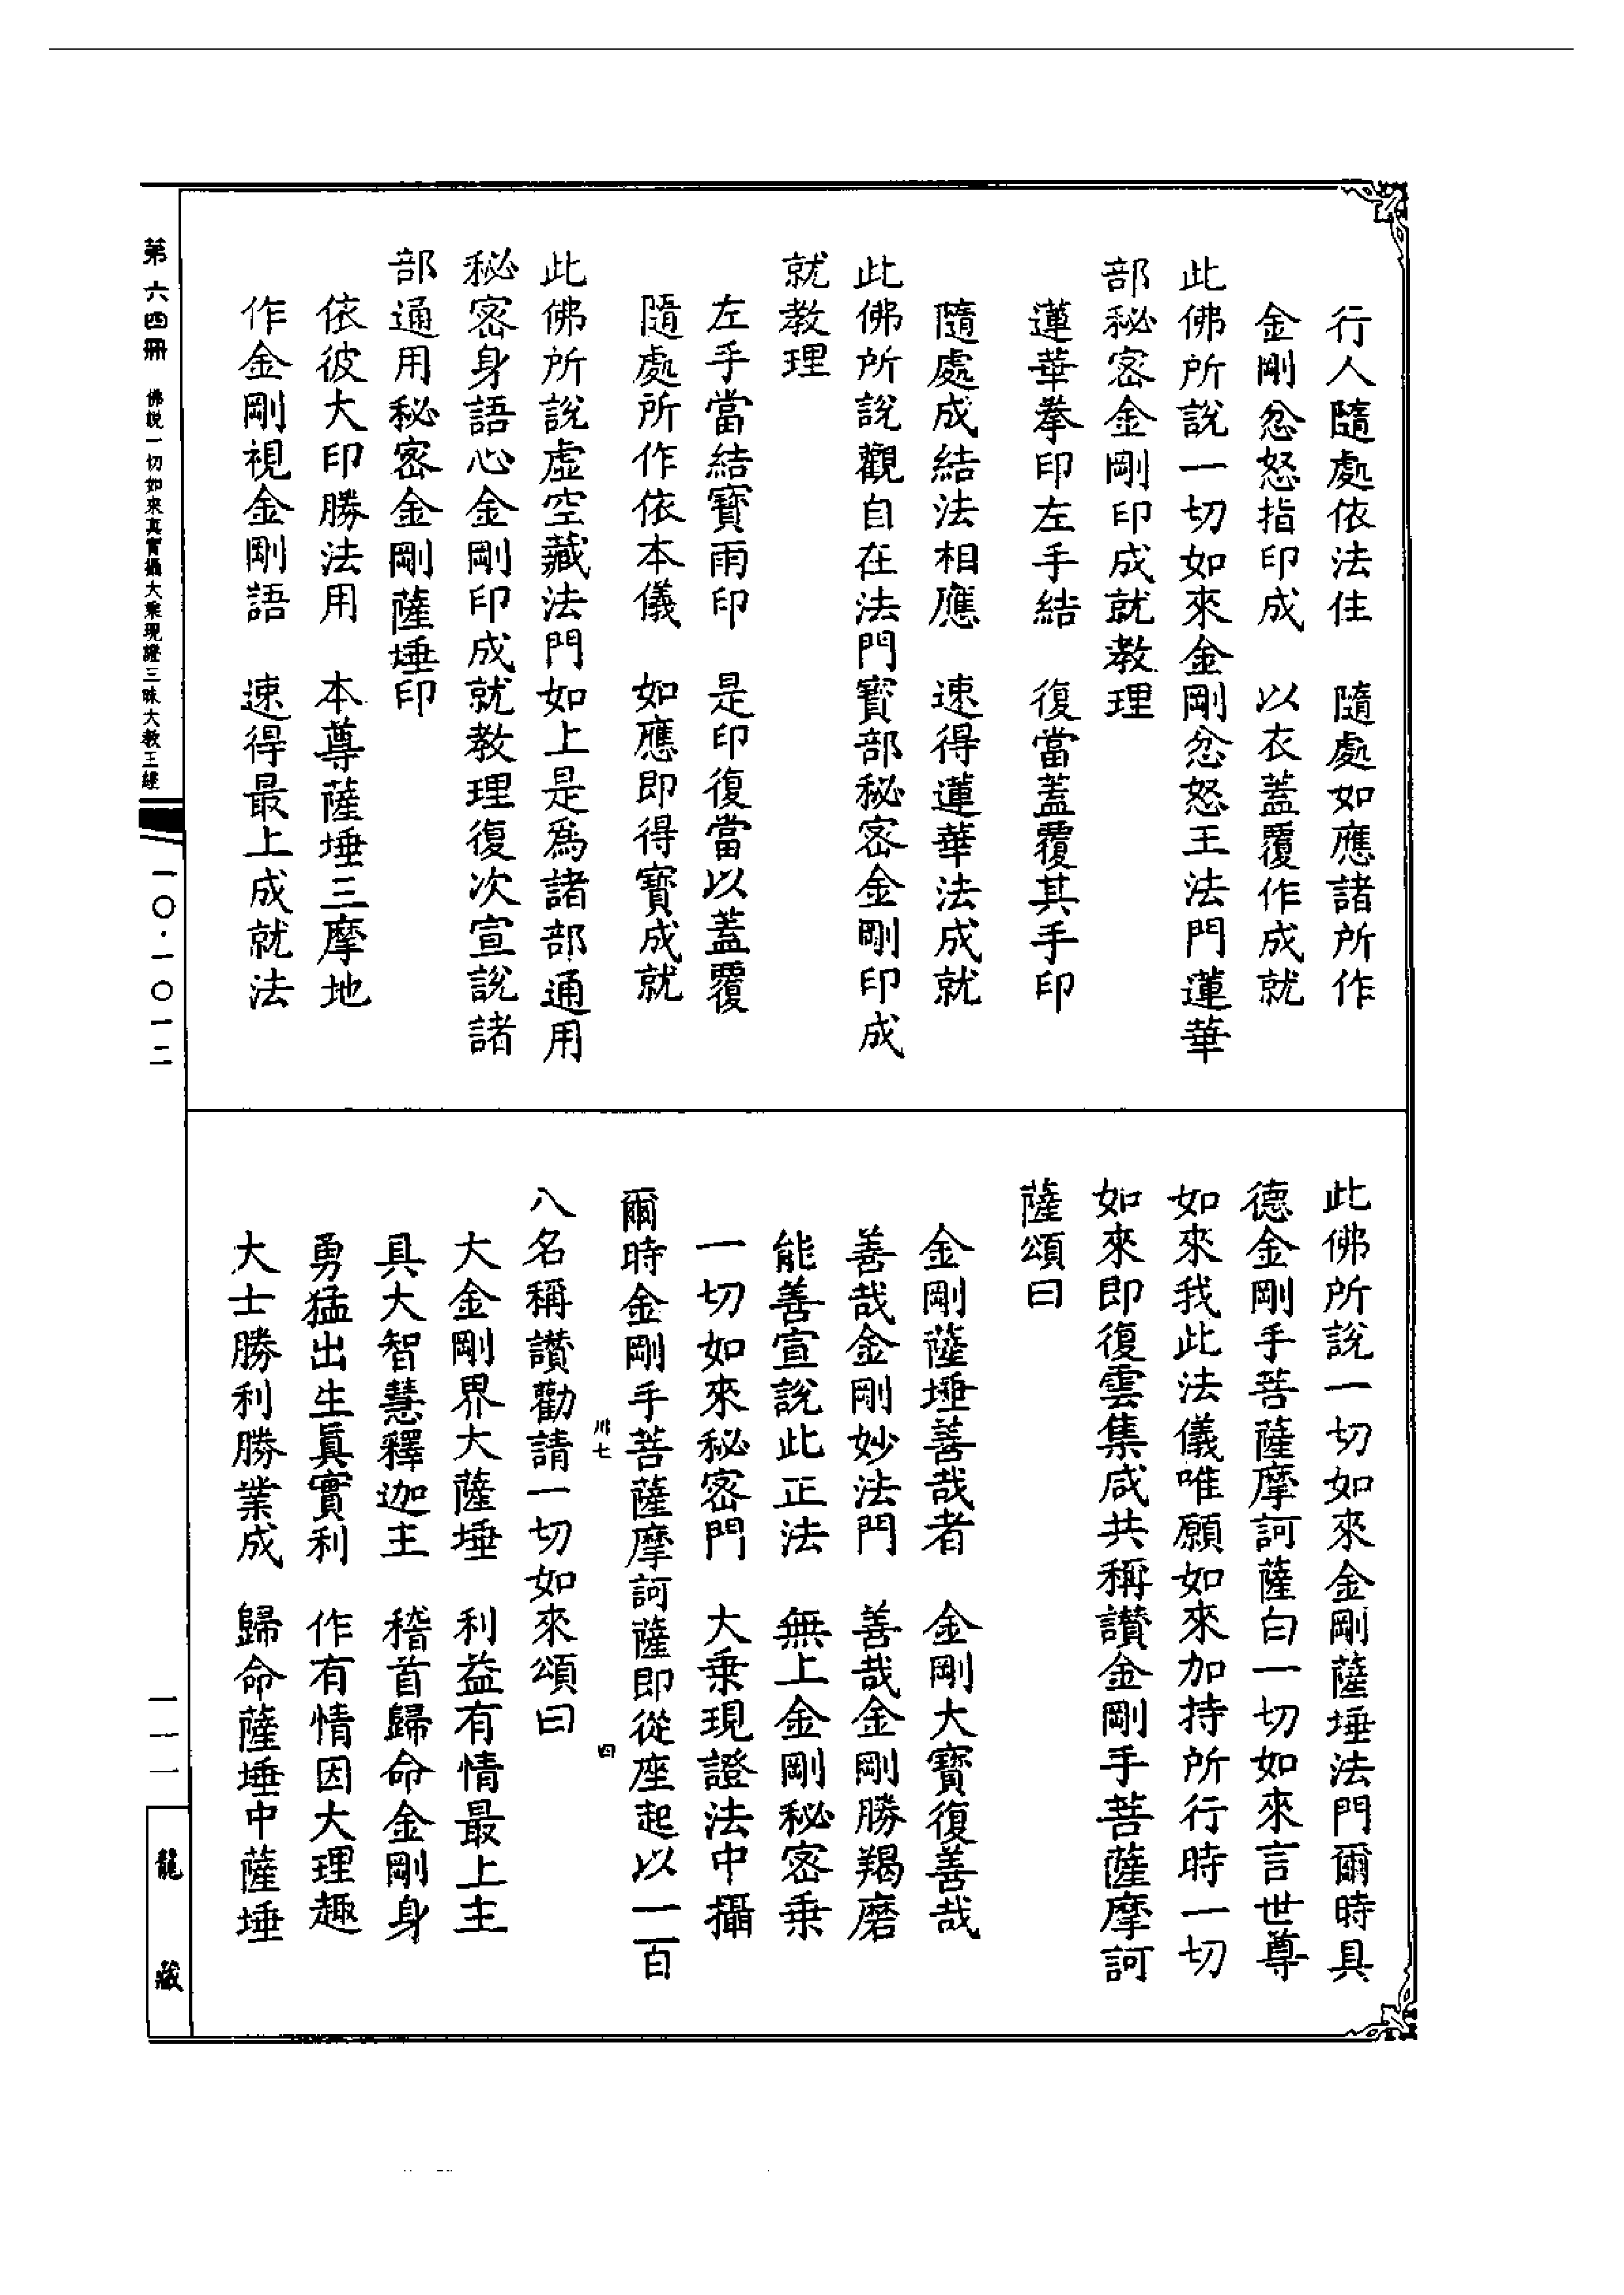 行人隨處依法住　隨處如應諸所作
金剛忿怒指印成　以衣蓋覆作成就
此佛所說一切如來金剛忿怒王法門蓮華
部秘密金剛印成就教理
蓮華拳印左手結　復當蓋覆其手印
隨處成結法相應　速得蓮華法成就
此佛所說觀自在法門寶部秘密金剛印成
就教理
左手當結寶雨印　是印復當以蓋覆
隨處所作依本儀　如應即得寶成就
此佛所說虛空藏法門如上是為諸部通用
秘密身語心金剛印成就教理復次宣說諸
部通用秘密金剛薩埵印
依彼大印勝法用　本尊薩埵三摩地
作金剛視金剛語　速得最上成就法
此佛所說一切如來金剛薩埵法門爾時具
德金剛手菩薩摩訶薩白一切如來言世尊
如來我此法儀唯願如來加持所行時一切
如來即復雲集咸共稱讚金剛手菩薩摩訶
薩頌曰
金剛薩埵善哉者　金剛大寶復善哉
善哉金剛妙法門　善哉金剛勝羯磨
能善宣說此正法　無上金剛秘密乘
一切如來秘密門　大乘現證法中攝
爾時金剛手菩薩摩訶薩即從座起以一百
川七　四
八名稱讚勸請一切如來頌曰
大金剛界大薩埵　利益有情最上主
具大智慧釋迦主　稽首歸命金剛身
勇猛出生真實利　作有情因大理趣
大士勝利勝業成　歸命薩埵中薩埵
第六四冊　佛說一切如來真實攝大乘現證三昧大教王經
一〇·一〇一二
一一一
龍藏